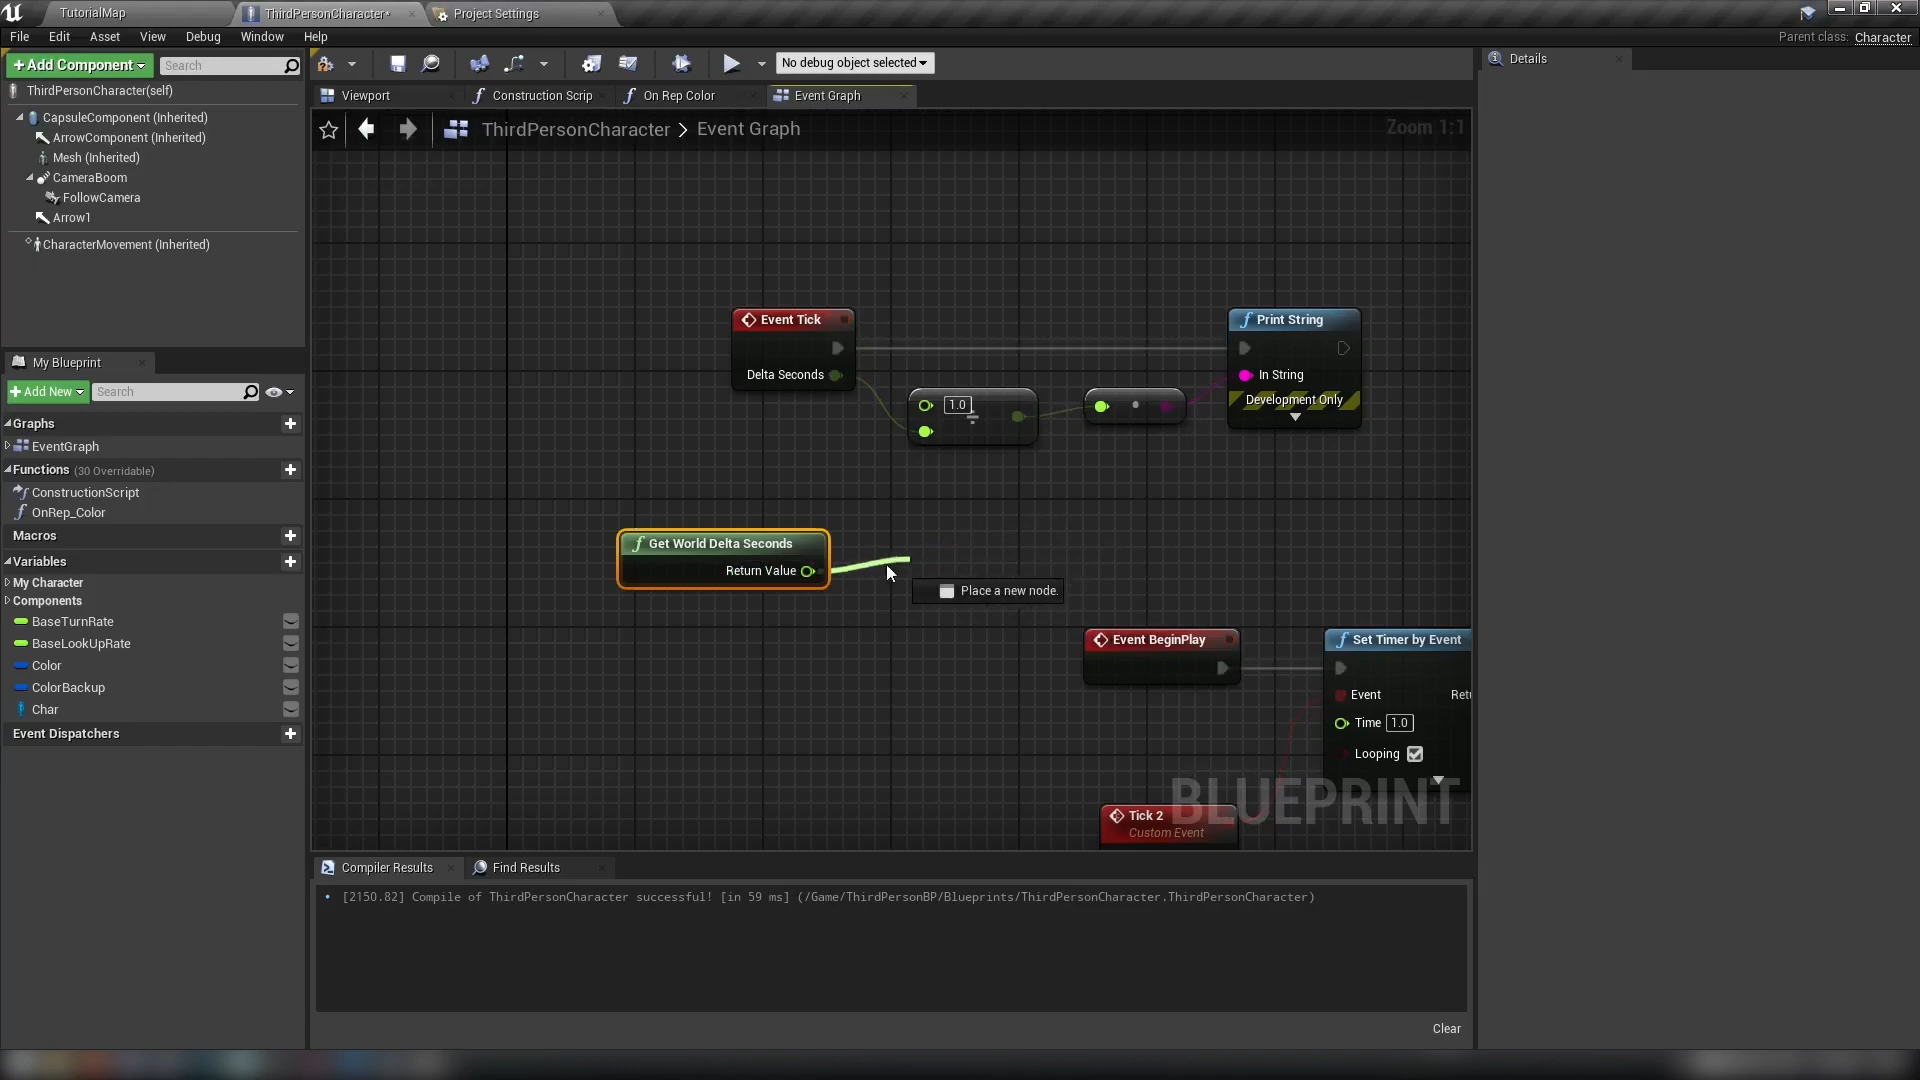 TutorialMap
ThirdPersonCharacter*
Project Settings
File Edit Asset View Debug Window Help
Parent class: Character
+Add Component
Search
No debug object selected
Details
ThirdPersonCharacter(self)
CapsuleComponent (Inherited)
ArrowComponent (Inherited)
Mesh (Inherited)
CameraBoom
FollowCamera
Arrow1
CharacterMovement (Inherited)
Viewport
Construction Scrip
On Rep Color
Event Graph
ThirdPersonCharacter > Event Graph
Zoom 1:1
My Blueprint
+Add New
Search
Graphs
EventGraph
Functions (30 Overridable)
ConstructionScript
OnRep_Color
Macros
Variables
My Character
Components
BaseTurnRate
BaseLookUpRate
Color
ColorBackup
Char
Event Dispatchers
Event Tick
Delta Seconds
1.0
Print String
In String
Development Only
Get World Delta Seconds
Return Value
Place a new node.
Event BeginPlay
Set Timer by Event
Event
Retu
Time 1.0
Looping
Tick 2
Custom Event
BLUEPRINT
Compiler Results
Find Results
• [2150.82] Compile of ThirdPersonCharacter successful! [in 59 ms] (/Game/ThirdPersonBP/Blueprints/ThirdPersonCharacter.ThirdPersonCharacter)
Clear